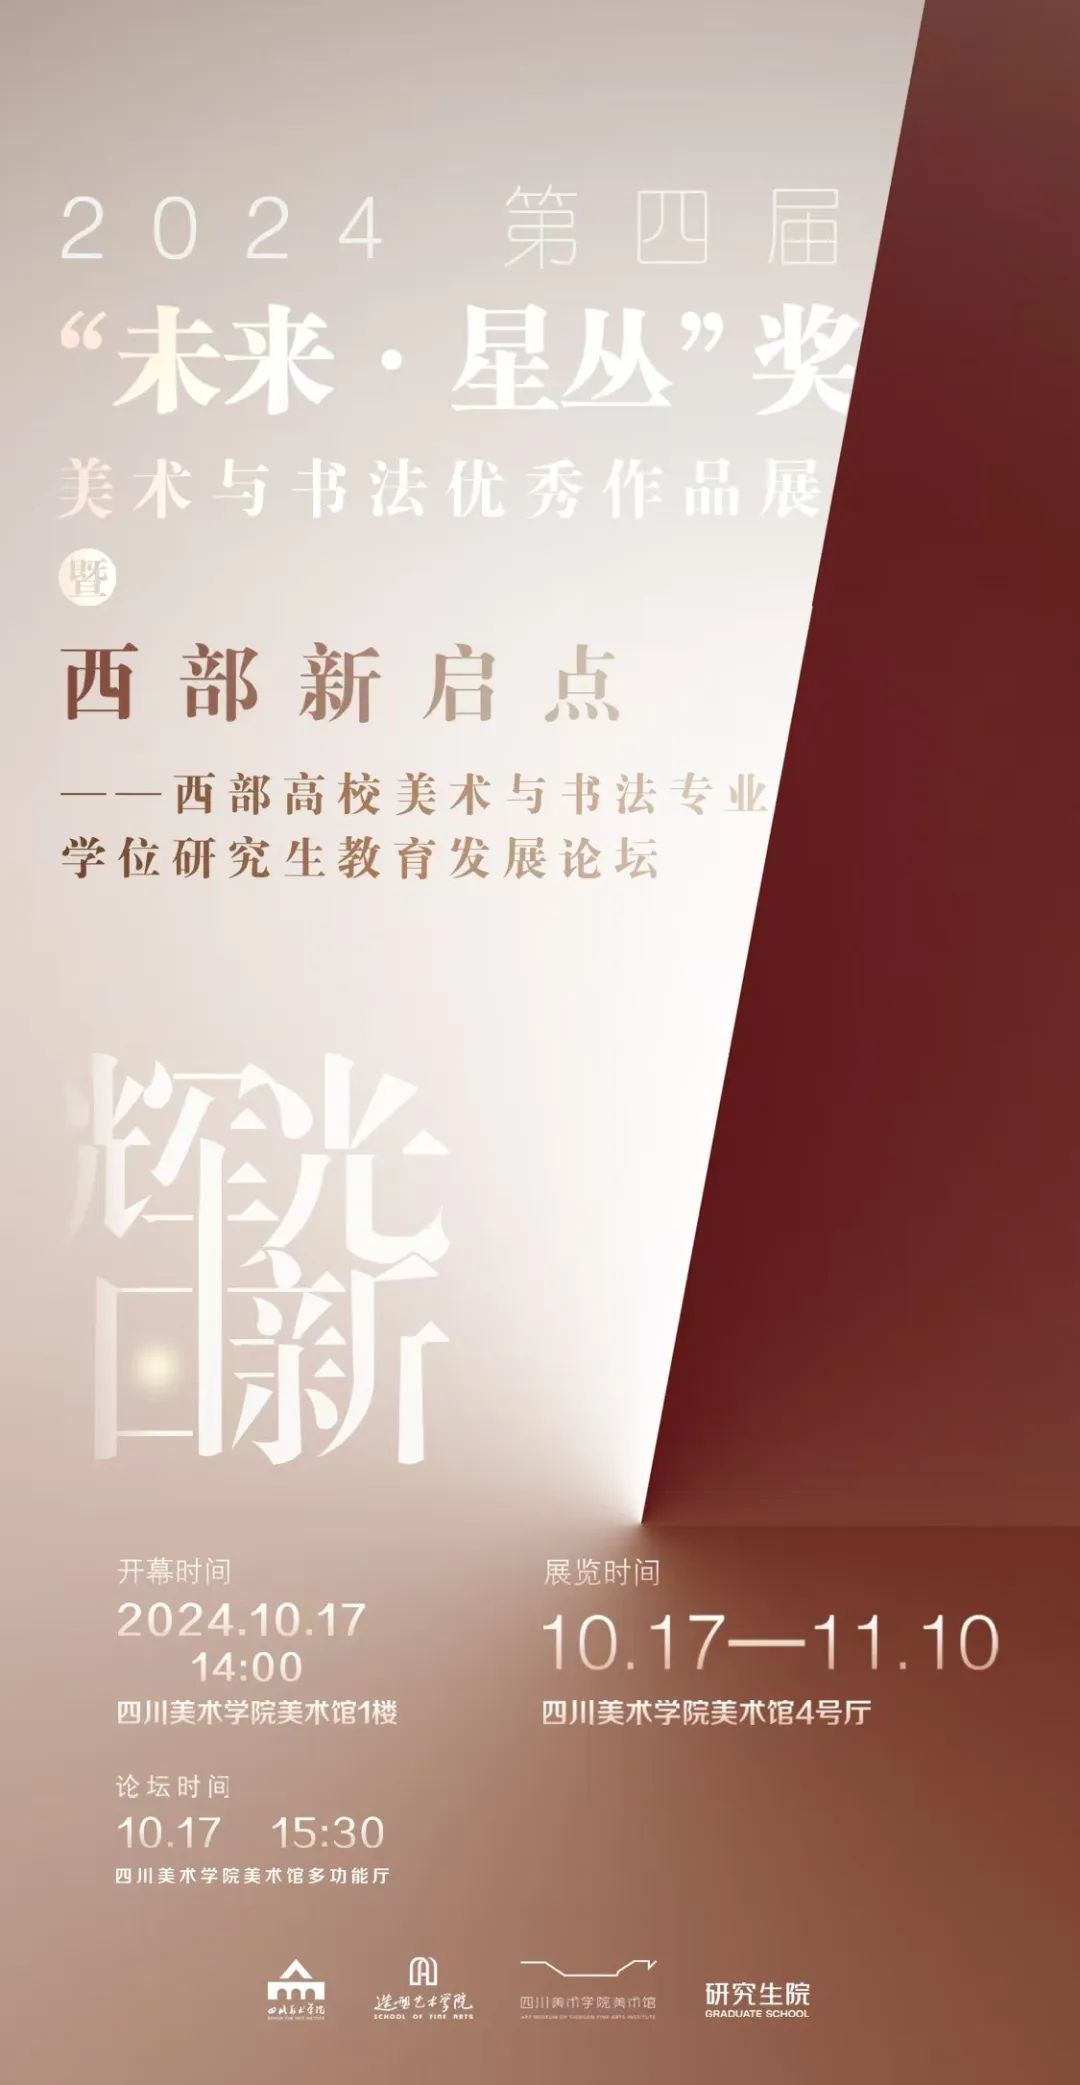 2024 第四届
“未来·星丛”奖
美术与书法优秀作品展
暨
西部新启点
——西部高校美术与书法专业
学位研究生教育发展论坛
辉光
日新
开幕时间
2024.10.17
14:00
四川美术学院美术馆1楼
展览时间
10.17—11.10
四川美术学院美术馆4号厅
论坛时间
10.17 15:30
四川美术学院美术馆多功能厅
四川美术学院
SICHUAN FINE ARTS INSTITUTE
造型艺术学院
SCHOOL OF FINE ARTS
四川美术学院美术馆
ART MUSEUM OF SICHUAN FINE ARTS INSTITUTE
研究生院
GRADUATE SCHOOL